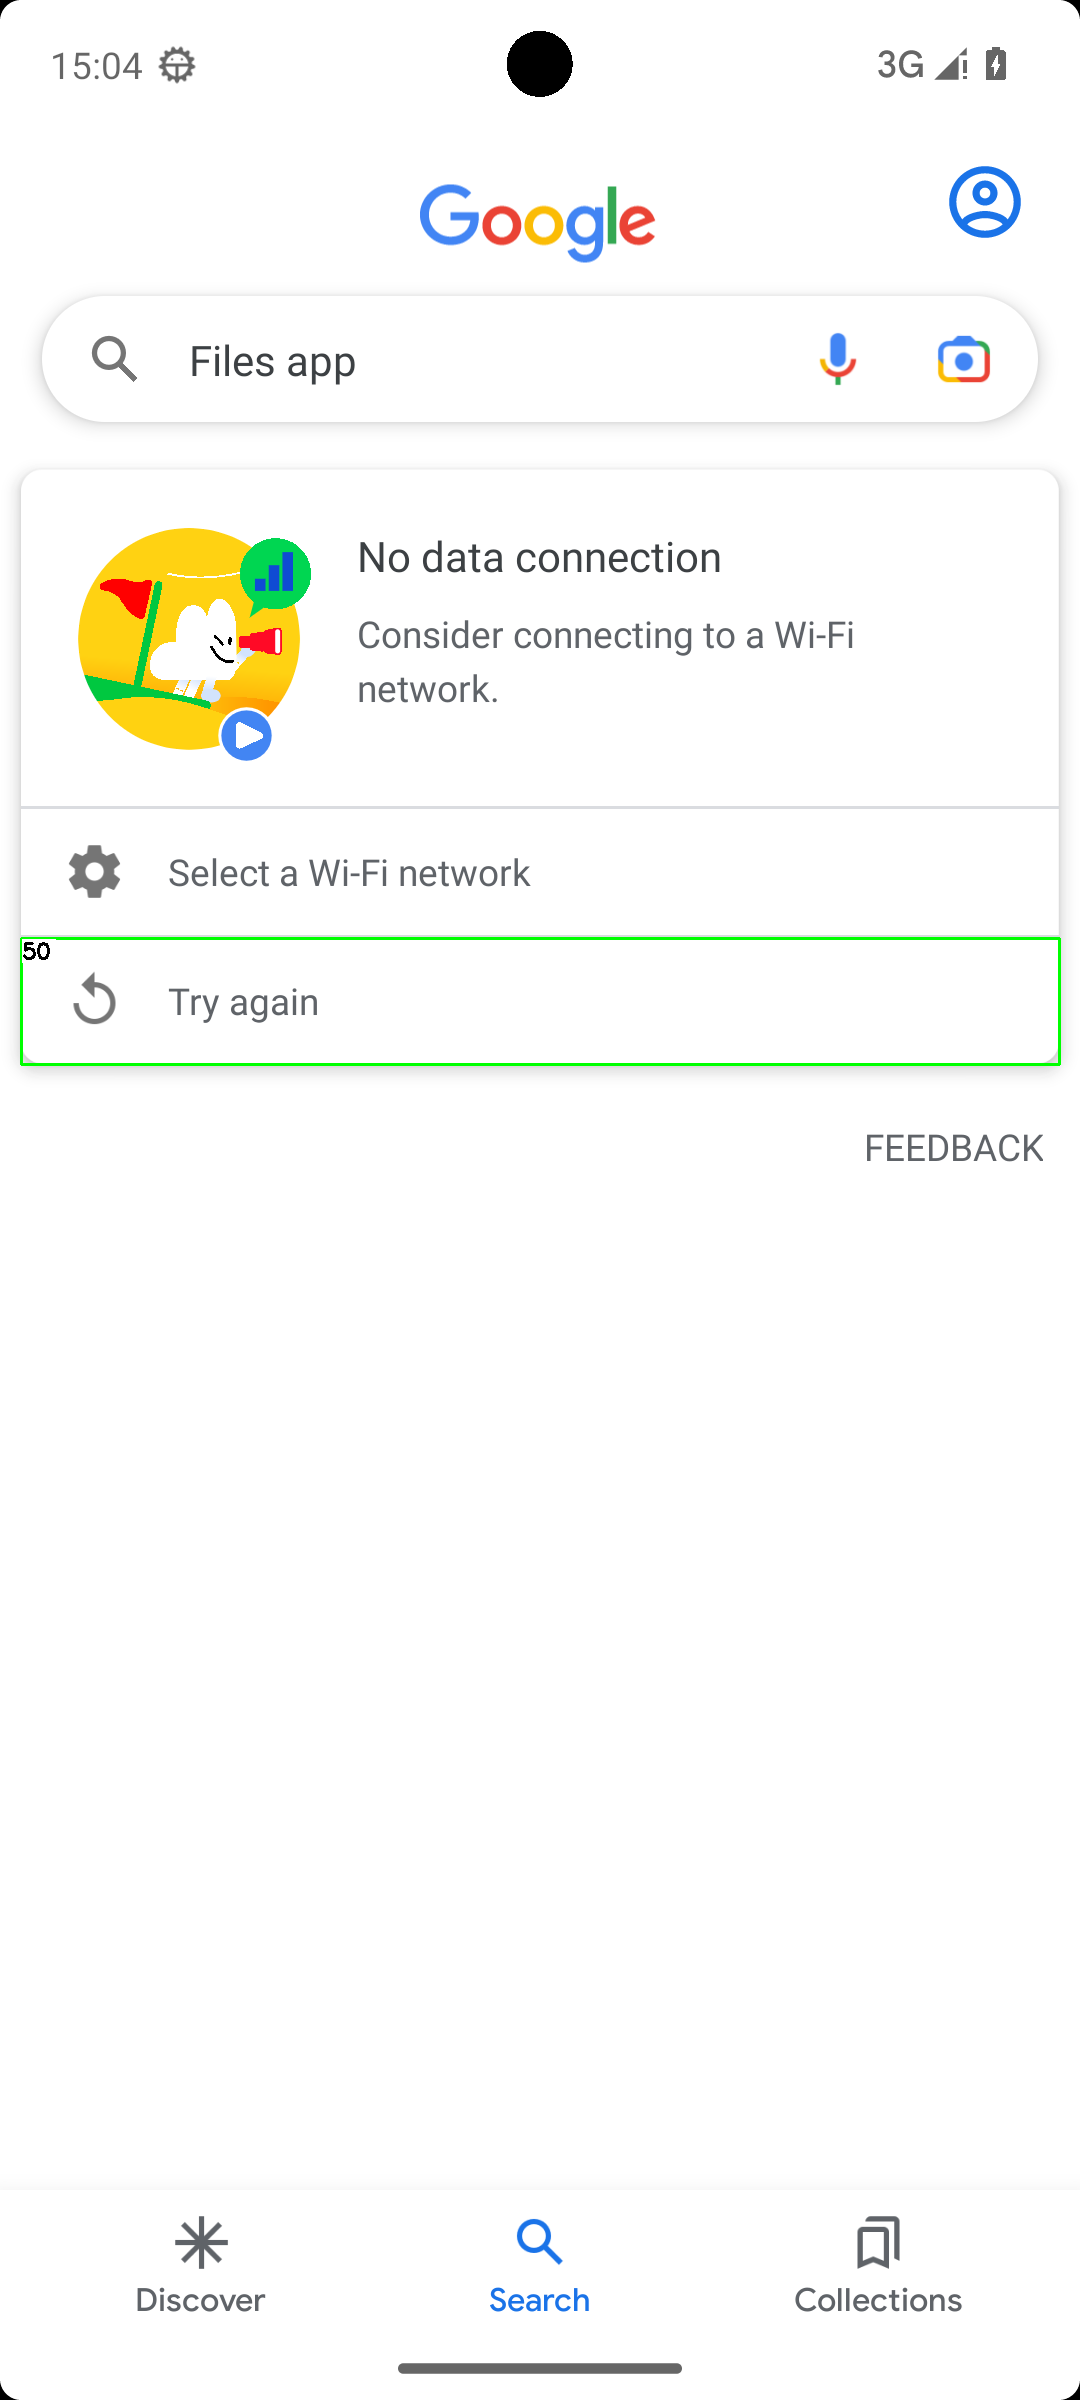 15:04
3G
Google
Files app
No data connection
Consider connecting to a Wi-Fi
network.
Select a Wi-Fi network
50
Try again
FEEDBACK
Discover
Search
Collections